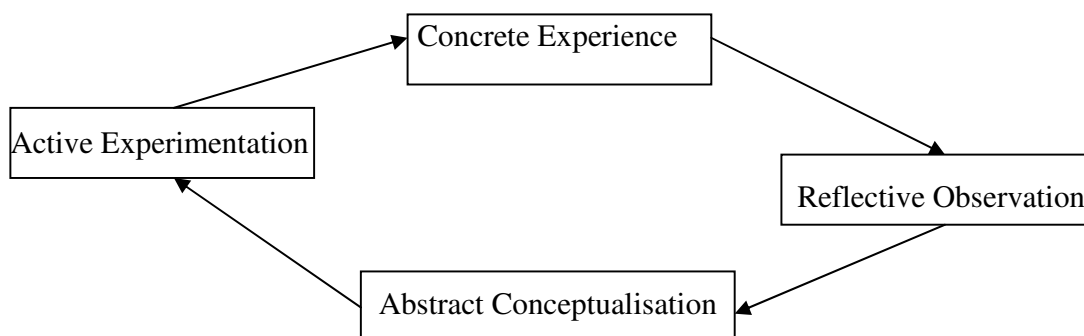 Concrete Experience
Active Experimentation
Reflective Observation
Abstract Conceptualisation